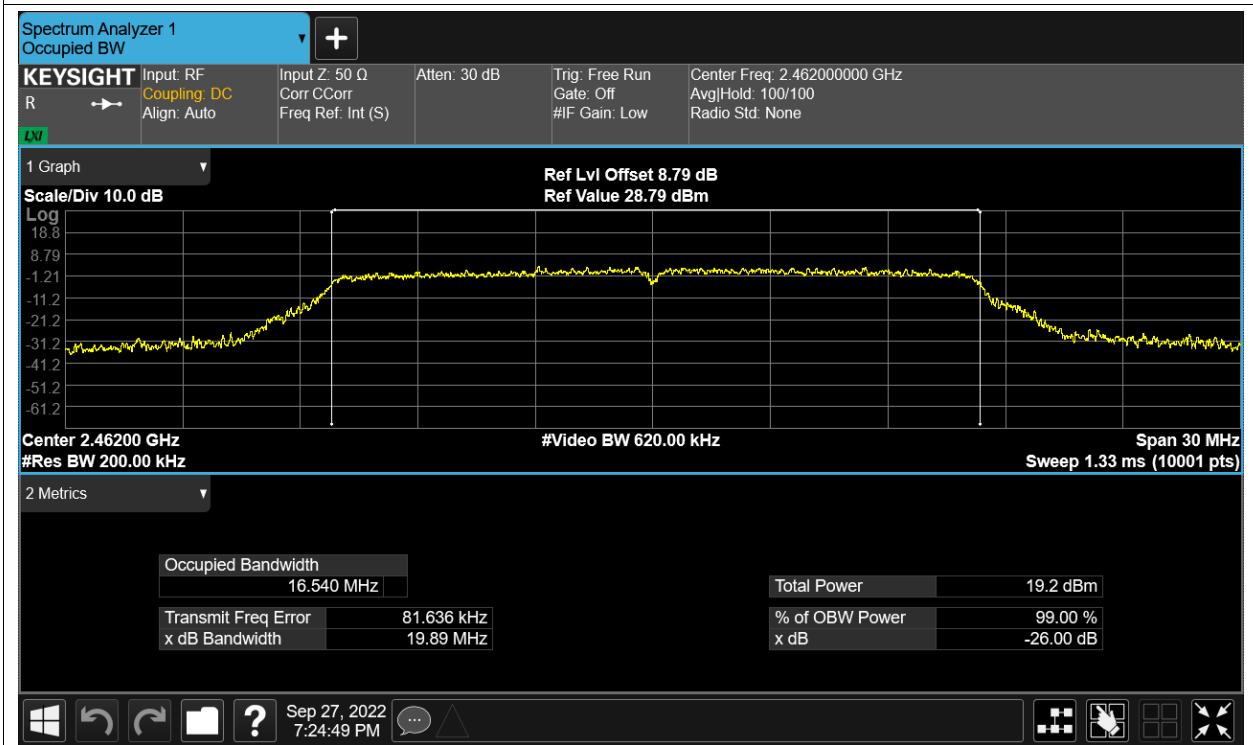 Spectrum Analyzer 1
Occupied BW
KEYSIGHT
R
LXI
Input: RF
Coupling: DC
Align: Auto
Input Z: 50 Ω
Corr CCorr
Freq Ref: Int (S)
Atten: 30 dB
Trig: Free Run
Gate: Off
#IF Gain: Low
Center Freq: 2.462000000 GHz
Avg|Hold: 100/100
Radio Std: None
1 Graph
Scale/Div 10.0 dB
Ref Lvl Offset 8.79 dB
Ref Value 28.79 dBm
Log
18.8
8.79
-1.21
-11.2
-21.2
-31.2
-41.2
-51.2
-61.2
Center 2.46200 GHz
#Video BW 620.00 kHz
Span 30 MHz
#Res BW 200.00 kHz
Sweep 1.33 ms (10001 pts)
2 Metrics
Occupied Bandwidth
16.540 MHz
Transmit Freq Error 81.636 kHz
x dB Bandwidth 19.89 MHz
Total Power 19.2 dBm
% of OBW Power 99.00 %
x dB -26.00 dB
Sep 27, 2022
7:24:49 PM